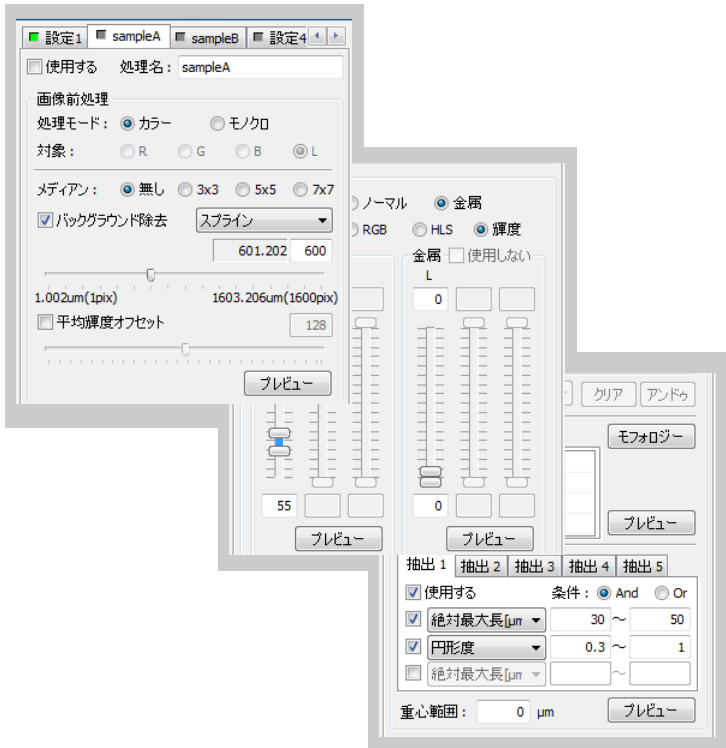 設定1 sampleA sampleB 設定4
使用する 処理名： sampleA
画像前処理
処理モード： カラー モノクロ
対象： R G B L
メディアン： 無し 3x3 5x5 7x7
バックグラウンド除去 スプライン
601.202 600
1.002um(1pix) 1603.206um(1600pix)
平均輝度オフセット 128
プレビュー
ノーマル 金属
RGB HLS 輝度
金属 使用しない
L
0
55 0
プレビュー プレビュー
クリア アンドゥ
モフォロジー
プレビュー
抽出 1 抽出 2 抽出 3 抽出 4 抽出 5
使用する 条件： And Or
絶対最大長[μm 30 ～ 50
円形度 0.3 ～ 1
絶対最大長[μm ～
重心範囲： 0 μm プレビュー